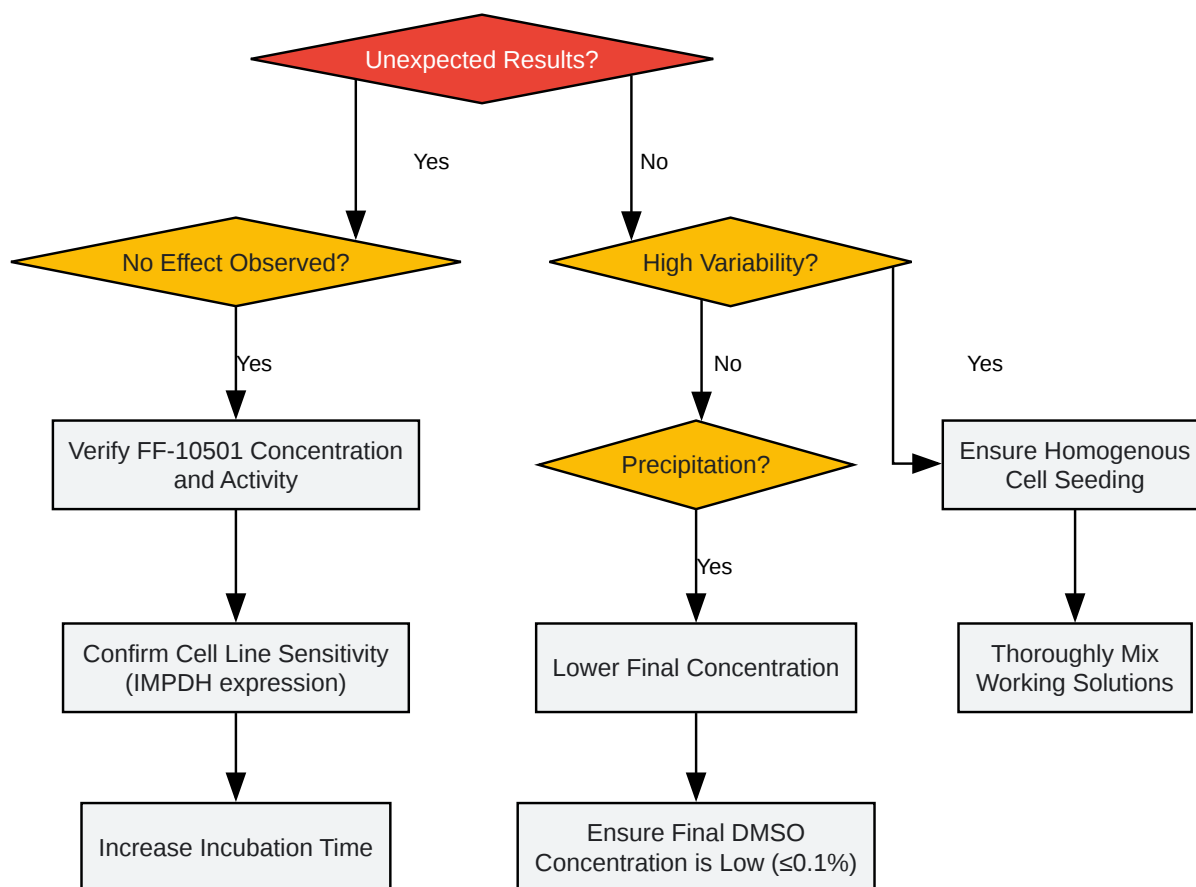 Unexpected Results?
Yes
No
No Effect Observed?
High Variability?
Yes
No
Yes
Verify FF-10501 Concentration
and Activity
Precipitation?
Ensure Homogenous
Cell Seeding
Yes
Confirm Cell Line Sensitivity
(IMPDH expression)
Lower Final Concentration
Thoroughly Mix
Working Solutions
Increase Incubation Time
Ensure Final DMSO
Concentration is Low (≤0.1%)